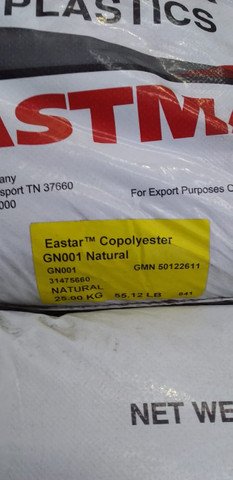 PLASTICS
ASTMA
any
sport TN 37660
000
For Export Purposes O
Eastar™ Copolyester
GN001 Natural
GN001 GMN 50122611
31475660
NATURAL
25.00 KG 55.12 LB 841
NET WE